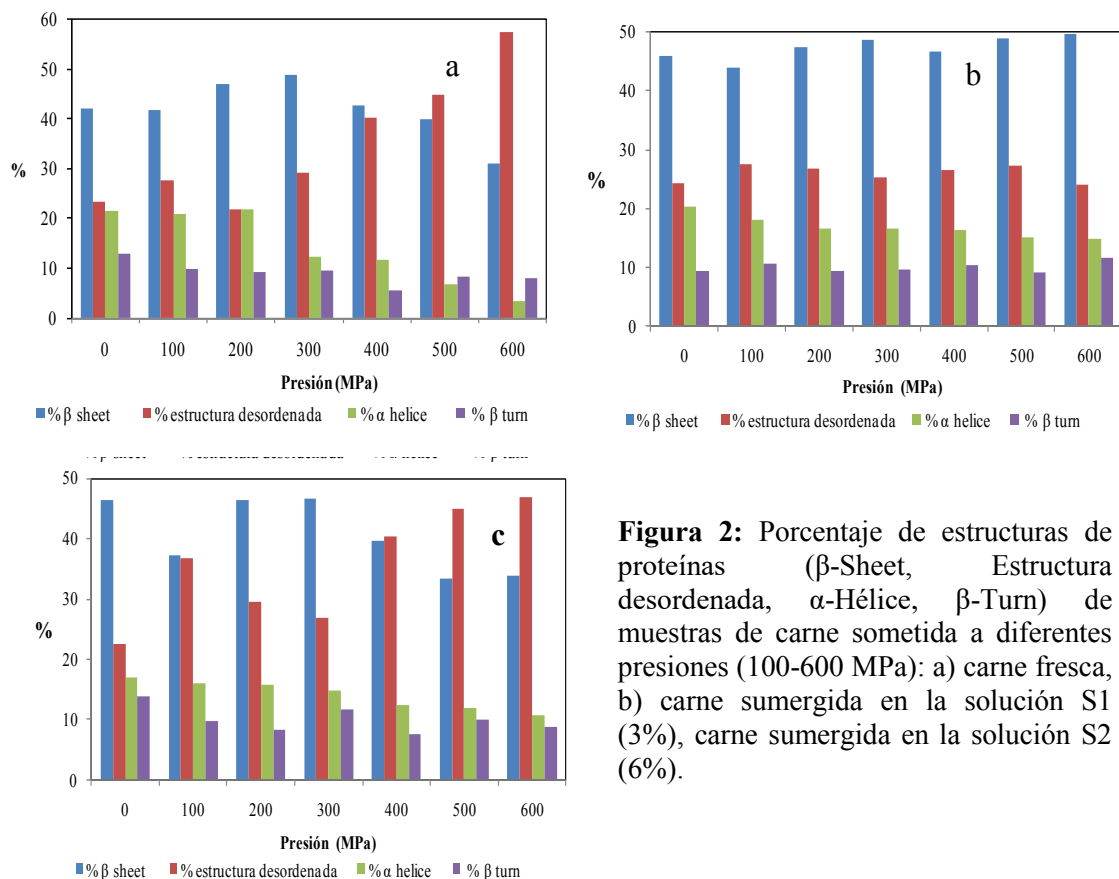 60
50
40
30
20
10
0
%
a
0 100 200 300 400 500 600
Presión (MPa)
% β sheet % estructura desordenada % α helice % β turn
50
40
30
20
10
0
%
b
0 100 200 300 400 500 600
Presión (MPa)
% β sheet % estructura desordenada % α helice % β turn
50
40
30
20
10
0
%
c
0 100 200 300 400 500 600
Presión (MPa)
% β sheet % estructura desordenada % α helice % β turn
Figura 2: Porcentaje de estructuras de
proteínas (β-Sheet, Estructura
desordenada, α-Hélice, β-Turn) de
muestras de carne sometida a diferentes
presiones (100-600 MPa): a) carne fresca,
b) carne sumergida en la solución S1
(3%), carne sumergida en la solución S2
(6%).